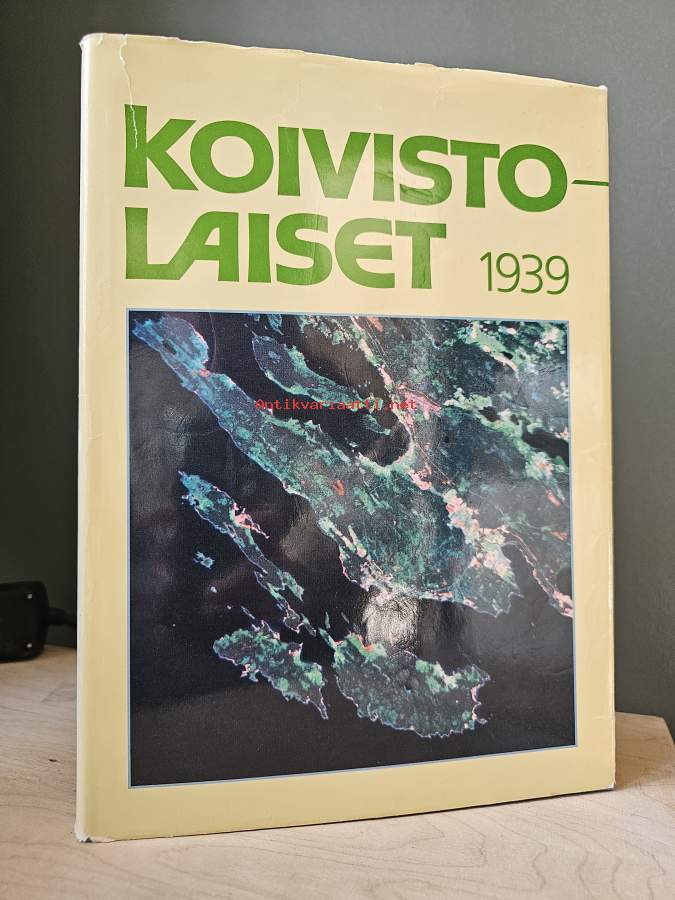 KOIVISTO-
LAISET 1939
Antikvariaatti.net